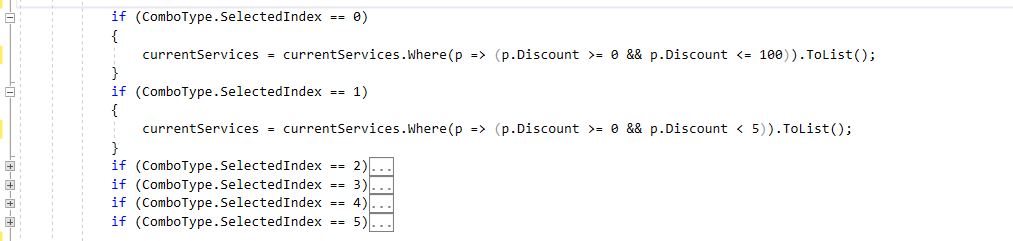 if (ComboType.SelectedIndex == 0)
{
currentServices = currentServices.Where(p => (p.Discount >= 0 && p.Discount <= 100)).ToList();
}
if (ComboType.SelectedIndex == 1)
{
currentServices = currentServices.Where(p => (p.Discount >= 0 && p.Discount < 5)).ToList();
}
if (ComboType.SelectedIndex == 2)...
if (ComboType.SelectedIndex == 3)...
if (ComboType.SelectedIndex == 4)...
if (ComboType.SelectedIndex == 5)...